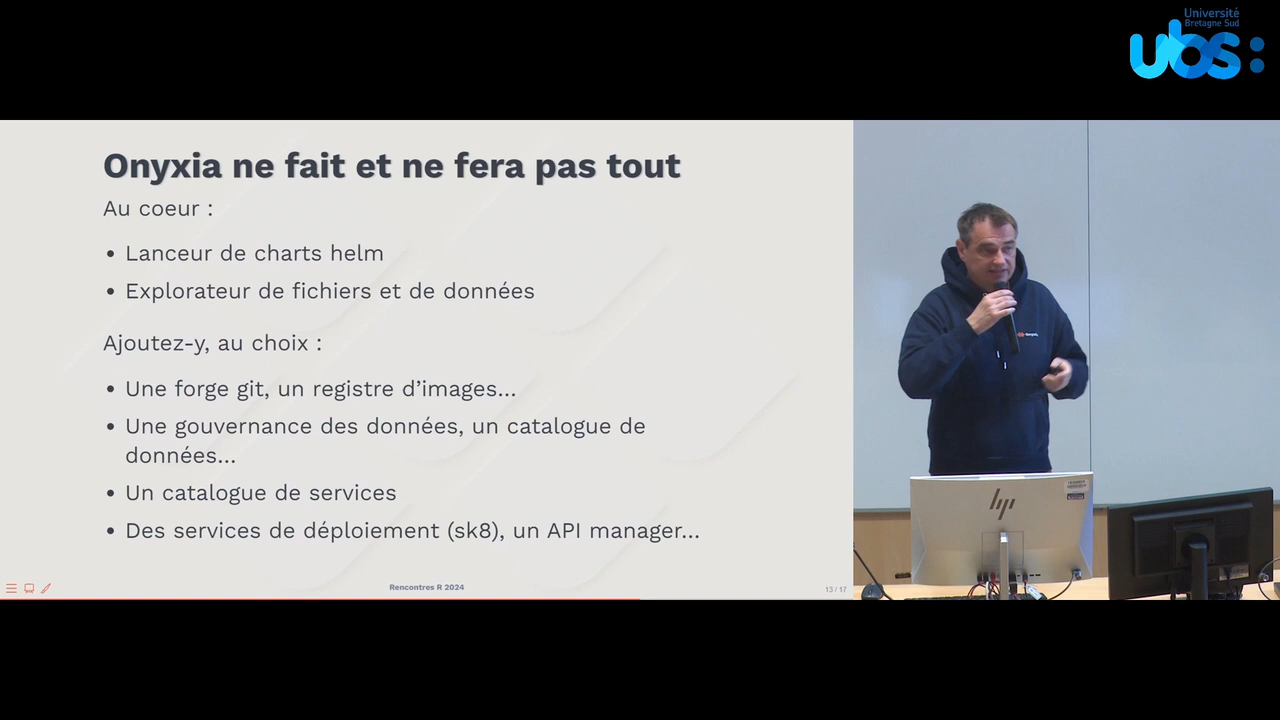 Université
Bretagne Sud
ubs:
Onyxia ne fait et ne fera pas tout
Au coeur :
• Lanceur de charts helm
• Explorateur de fichiers et de données
Ajoutez-y, au choix :
• Une forge git, un registre d'images...
• Une gouvernance des données, un catalogue de
données...
• Un catalogue de services
• Des services de déploiement (sk8), un API manager...
Rencontres R 2024
13 / 17
hp